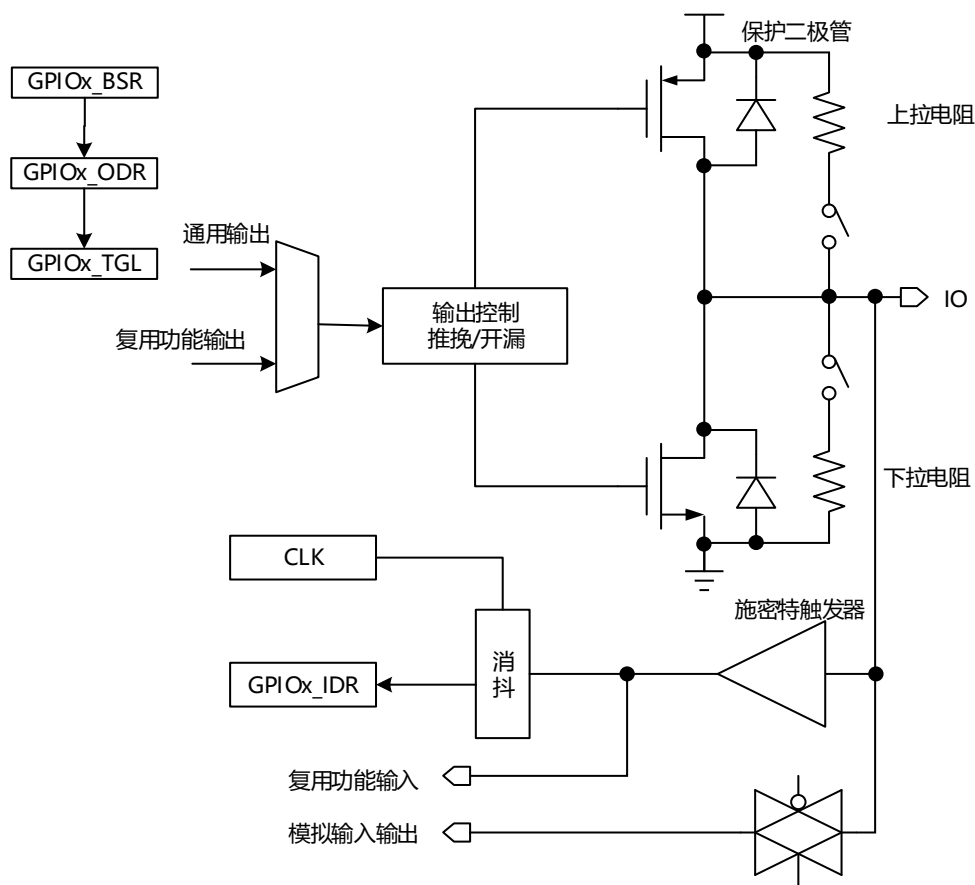 保护二极管
GPIOx_BSR
上拉电阻
GPIOx_ODR
通用输出
GPIOx_TGL
输出控制
推挽/开漏
IO
复用功能输出
下拉电阻
CLK
施密特触发器
消
抖
GPIOx_IDR
复用功能输入
模拟输入输出